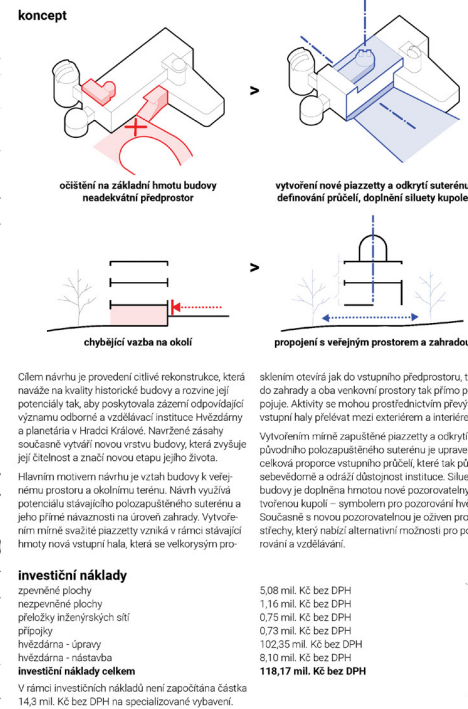 koncept
>
očištění na základní hmotu budovy
neadekvátní předprostor
vytvoření nové piazzetty a odkrytí suterénu
definování průčelí, doplnění siluety kupole
>
chybějící vazba na okolí
propojení s veřejným prostorem a zahradou
Cílem návrhu je provedení citlivé rekonstrukce, která
naváže na kvality historické budovy a rozvine její
potenciály tak, aby poskytovala zázemí odpovídající
významu odborné a vzdělávací instituce Hvězdárny
a planetária v Hradci Králové. Navržené zásahy
současně vytváří novou vrstvu budovy, která zvyšuje
její čitelnost a značí novou etapu jejího života.
Hlavním motivem návrhu je vztah budovy k veřej-
nému prostoru a okolnímu terénu. Návrh využívá
potenciálu stávajícího polozapuštěného suterénu a
jeho přímé návaznosti na úroveň zahrady. Vytvoře-
ním mírně svažité piazzetty vzniká v rámci stávající
hmoty nová vstupní hala, která se velkorysým pro-
sklením otevírá jak do vstupního předprostoru, t
do zahrady a oba venkovní prostory tak přímo p
pojuje. Aktivity se mohou prostřednictvím převý
vstupní haly přelévat mezi exteriérem a interiére
Vytvořením mírně zapuštěné piazzetty a odkrytí
původního polozapuštěného suterénu je uprave
celková proporce vstupního průčelí, které tak pů
sebevědomě a odráží důstojnost instituce. Silue
budovy je doplněna hmotou nové pozorovatelny
tvořenou kupolí – symbolem pro pozorování hvě
Současně s novou pozorovatelnou je oživen pro
střechy, který nabízí alternativní možnosti pro po
rování a vzdělávání.
investiční náklady
zpevněné plochy 5,08 mil. Kč bez DPH
nezpevněné plochy 1,16 mil. Kč bez DPH
přeložky inženýrských sítí 0,75 mil. Kč bez DPH
přípojky 0,73 mil. Kč bez DPH
hvězdárna - úpravy 102,35 mil. Kč bez DPH
hvězdárna - nástavba 8,10 mil. Kč bez DPH
investiční náklady celkem 118,17 mil. Kč bez DPH
V rámci investičních nákladů není započítána částka
14,3 mil. Kč bez DPH na specializované vybavení.